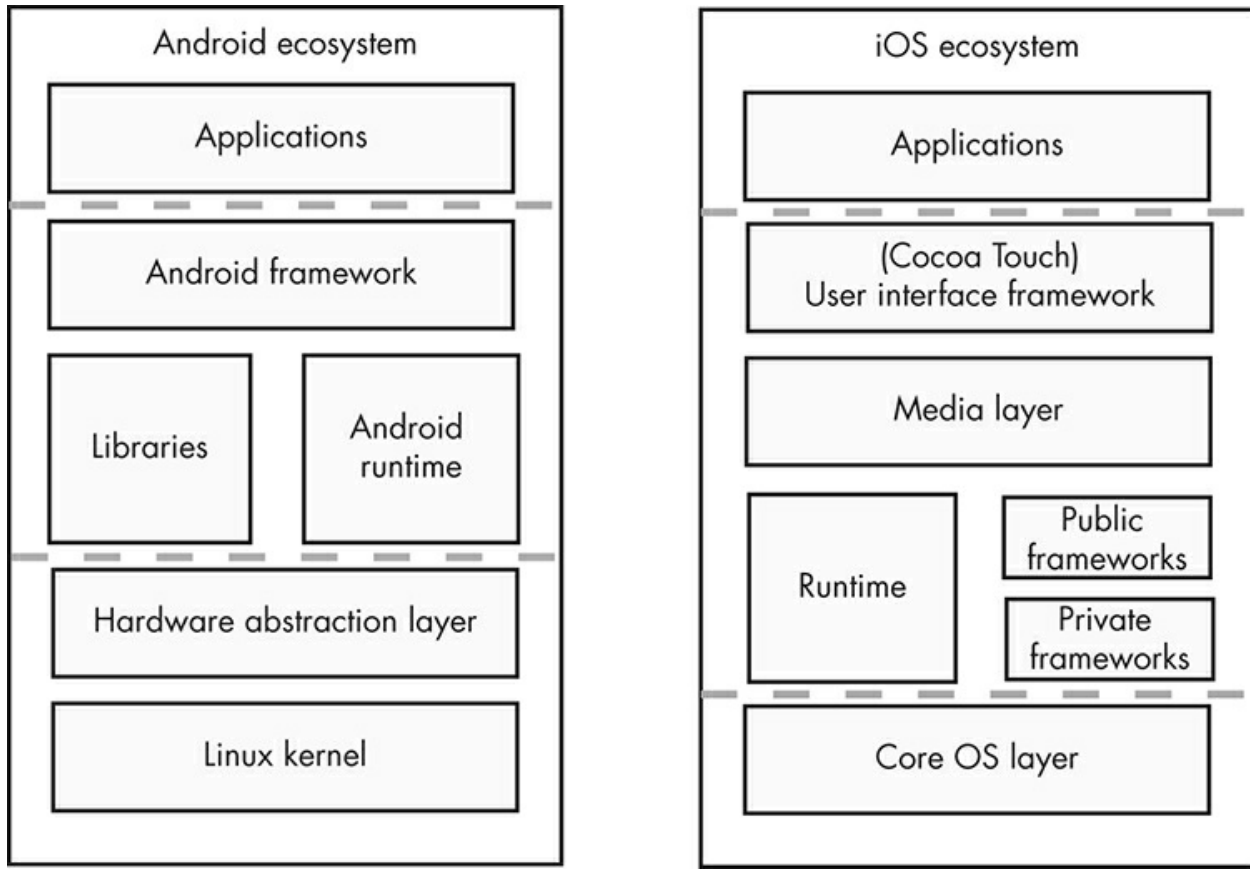 Android ecosystem
Applications
Android framework
Libraries
Android
runtime
Hardware abstraction layer
Linux kernel
iOS ecosystem
Applications
(Cocoa Touch)
User interface framework
Media layer
Runtime
Public
frameworks
Private
frameworks
Core OS layer